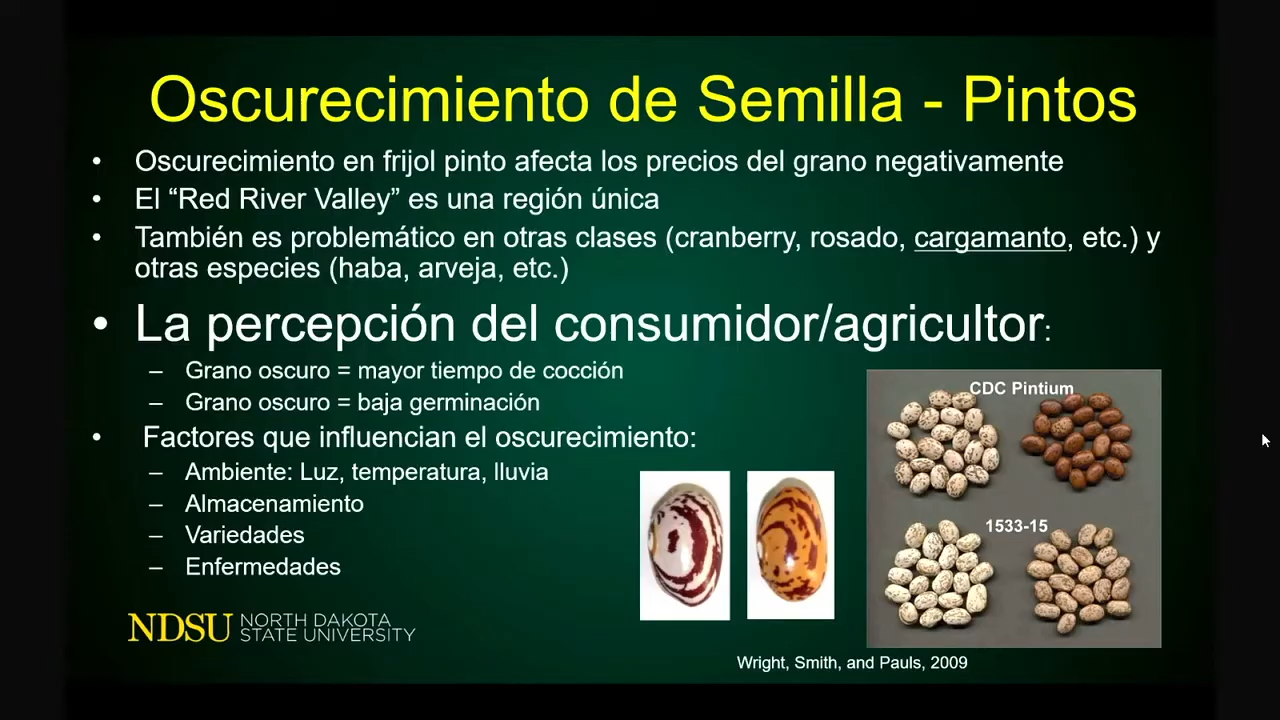 Oscurecimiento de Semilla - Pintos
• Oscurecimiento en frijol pinto afecta los precios del grano negativamente
• El “Red River Valley” es una región única
• También es problemático en otras clases (cranberry, rosado, cargamanto, etc.) y
otras especies (haba, arveja, etc.)
• La percepción del consumidor/agricultor:
– Grano oscuro = mayor tiempo de cocción
– Grano oscuro = baja germinación
• Factores que influencian el oscurecimiento:
– Ambiente: Luz, temperatura, lluvia
– Almacenamiento
– Variedades
– Enfermedades
CDC Pintium
1533-15
NDSU NORTH DAKOTA
STATE UNIVERSITY
Wright, Smith, and Pauls, 2009